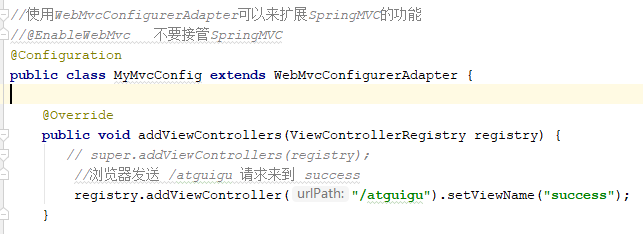 //使用WebMvcConfigurerAdapter可以来扩展SpringMVC的功能
//@EnableWebMvc   不要接管SpringMVC
@Configuration
public class MyMvcConfig extends WebMvcConfigurerAdapter {
@Override
public void addViewControllers(ViewControllerRegistry registry) {
// super.addViewControllers(registry);
//浏览器发送 /atguigu 请求来到 success
registry.addViewController( urlPath: "/atguigu").setViewName("success");
}